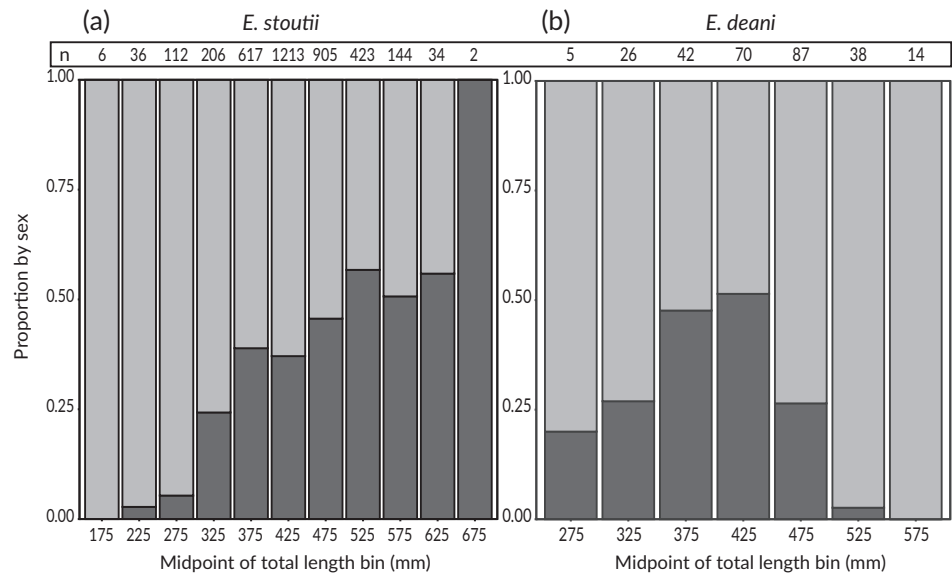 (a) E. stoutii (b) E. deani
n 6 36 112 206 617 1213 905 423 144 34 2 5 26 42 70 87 38 14
1.00 1.00
0.75 0.75
0.50 0.50
0.25 0.25
0.00 0.00
Proportion by sex
175 225 275 325 375 425 475 525 575 625 675 275 325 375 425 475 525 575
Midpoint of total length bin (mm) Midpoint of total length bin (mm)